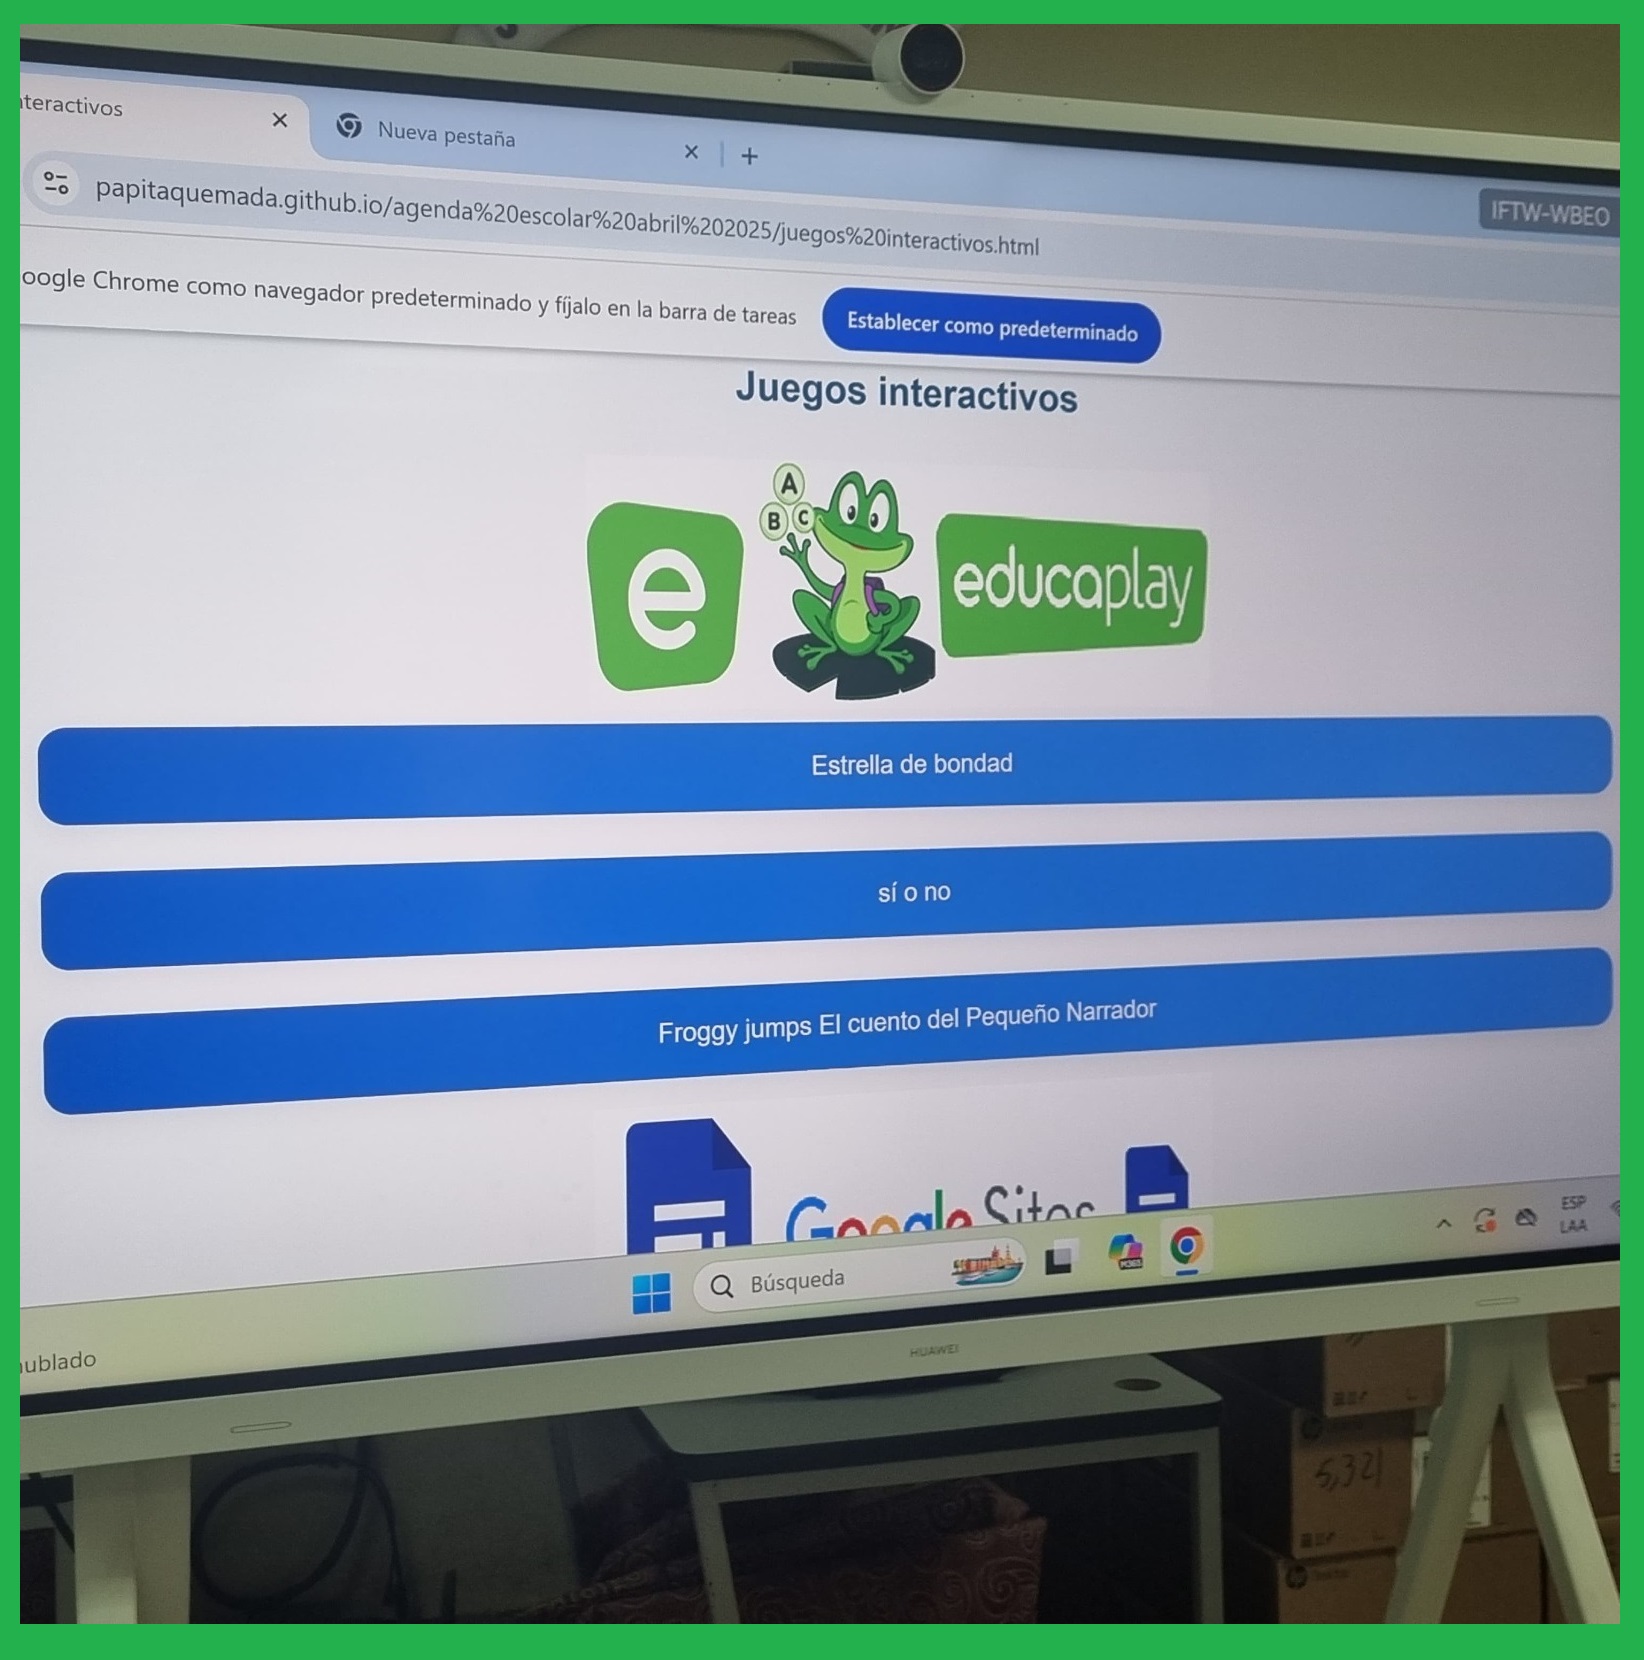 nteractivos
Nueva pestaña
papitaquemada.github.io/agenda%20escolar%20abril%202025/juegos%20interactivos.html
IFTW-WBEO
oogle Chrome como navegador predeterminado y fíjalo en la barra de tareas
Establecer como predeterminado
Juegos interactivos
A
B C
e
educaplay
Estrella de bondad
sí o no
Froggy jumps El cuento del Pequeño Narrador
Google Sites
Búsqueda
M365
ESP
LAA
nublado
HUAWEI
5,321
hp